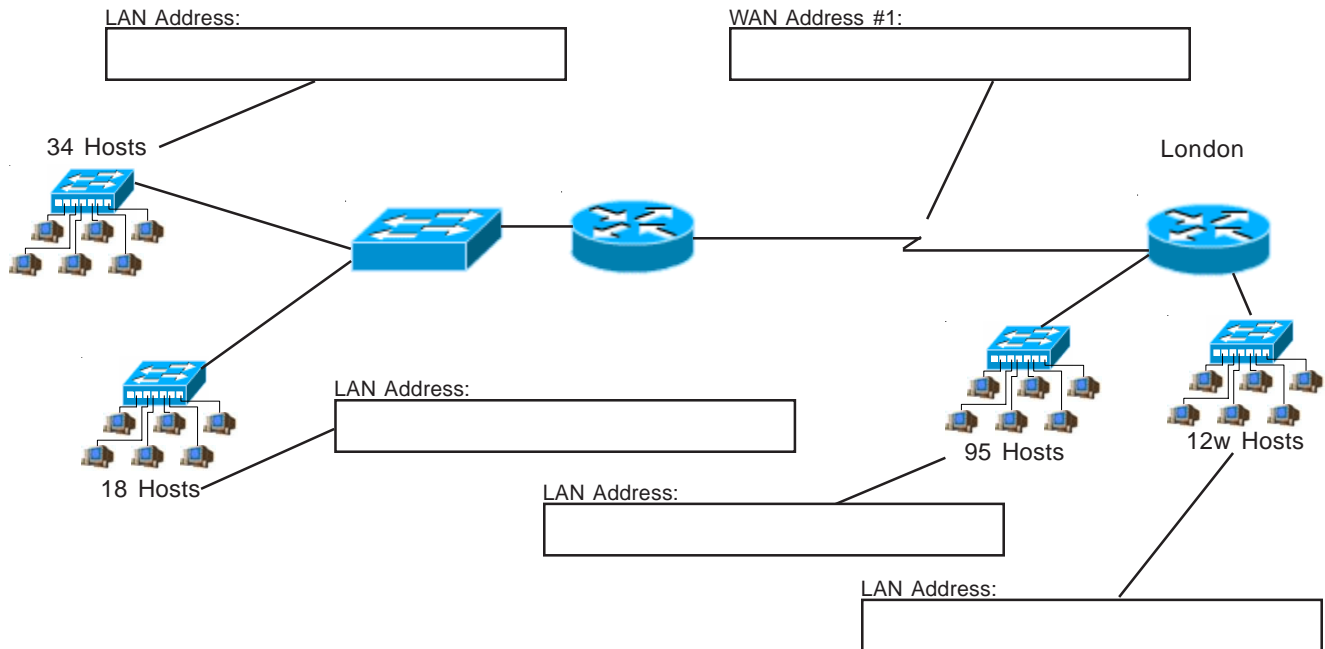 LAN Address:
WAN Address #1:
34 Hosts
London
LAN Address:
18 Hosts
95 Hosts
12w Hosts
LAN Address:
LAN Address: